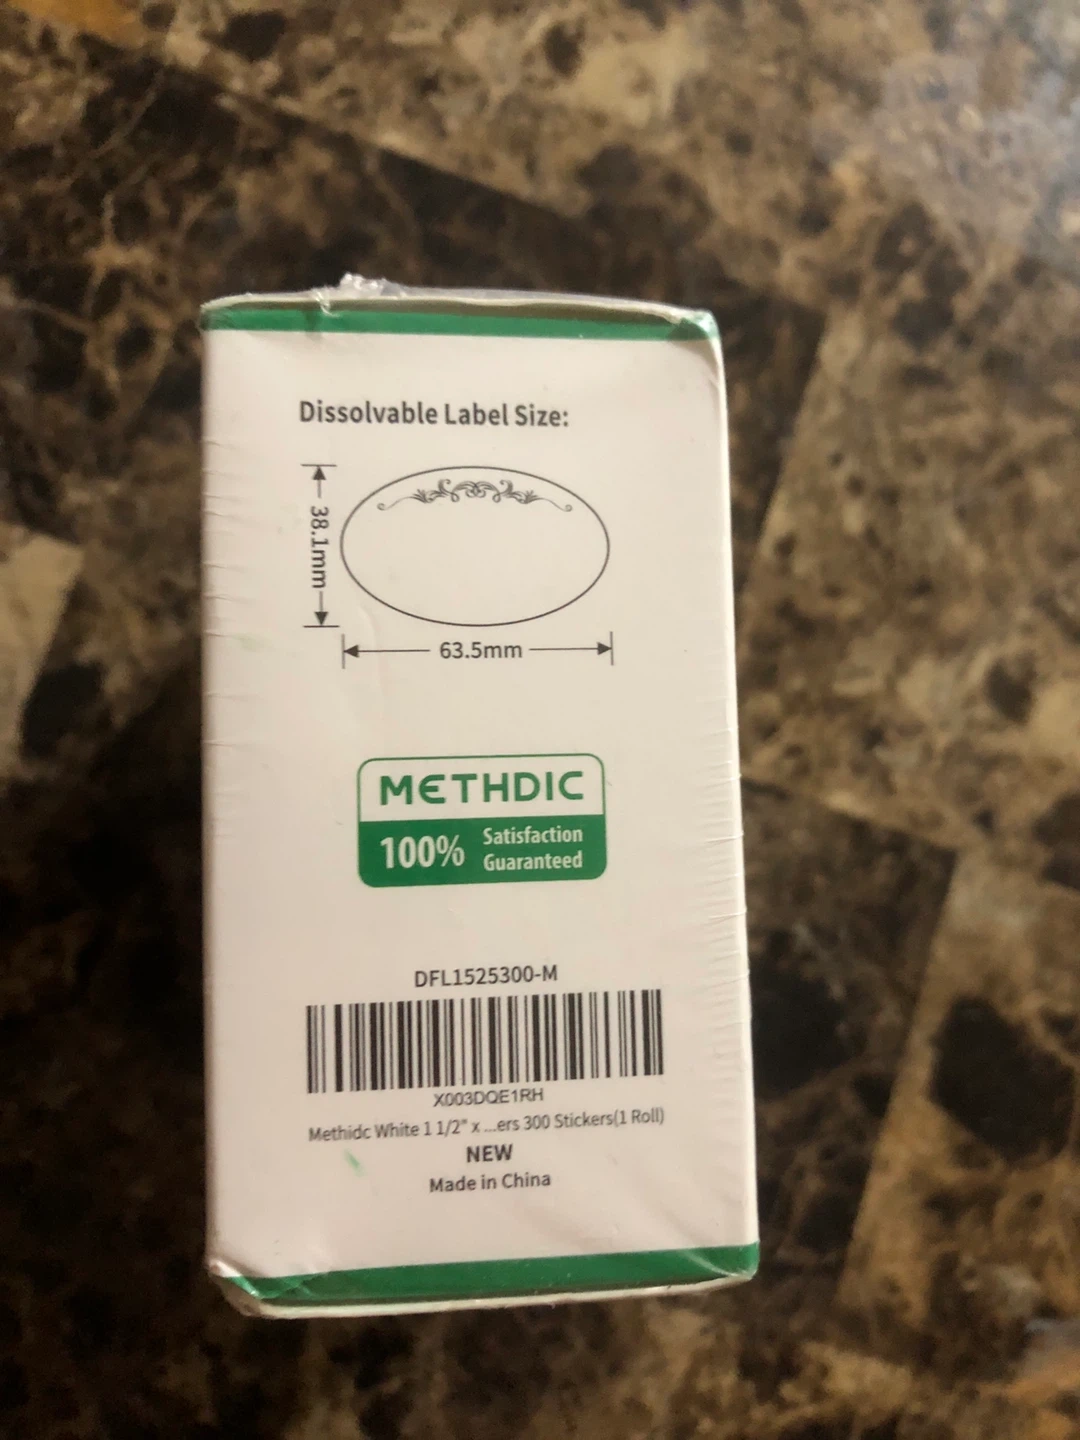 Dissolvable Label Size:
38.1mm
63.5mm
METHDIC
100% Satisfaction
Guaranteed
DFL1525300-M
X003DQE1RH
Methidc White 1 1/2" x ...ers 300 Stickers(1 Roll)
NEW
Made in China